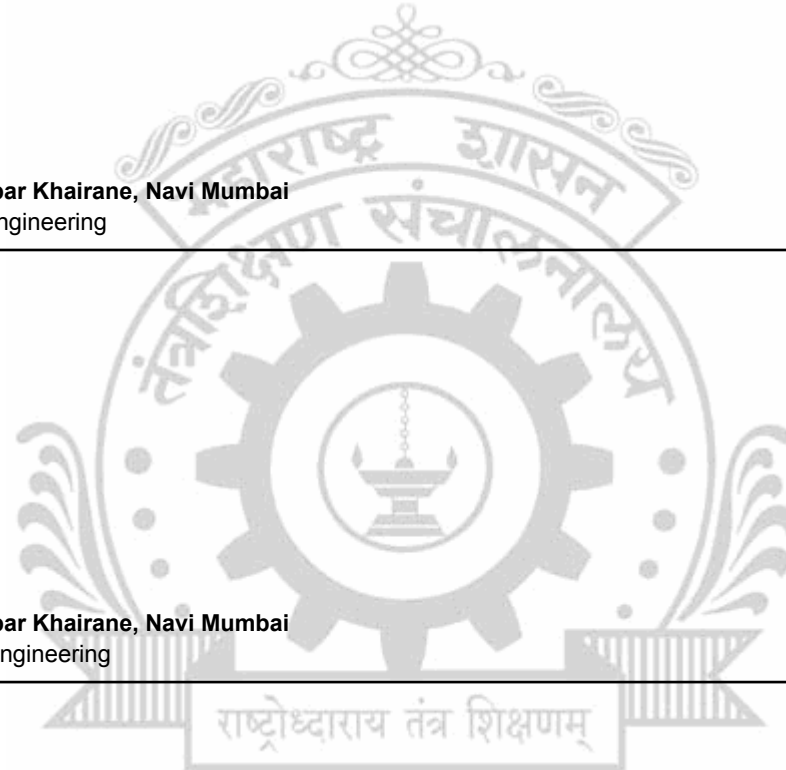 महाराष्ट्र शासन
par Khairane, Navi Mumbai
ngineering
तंत्रशिक्षण संचालनालय
par Khairane, Navi Mumbai
ngineering
राष्ट्रोध्दाराय तंत्र शिक्षणम्